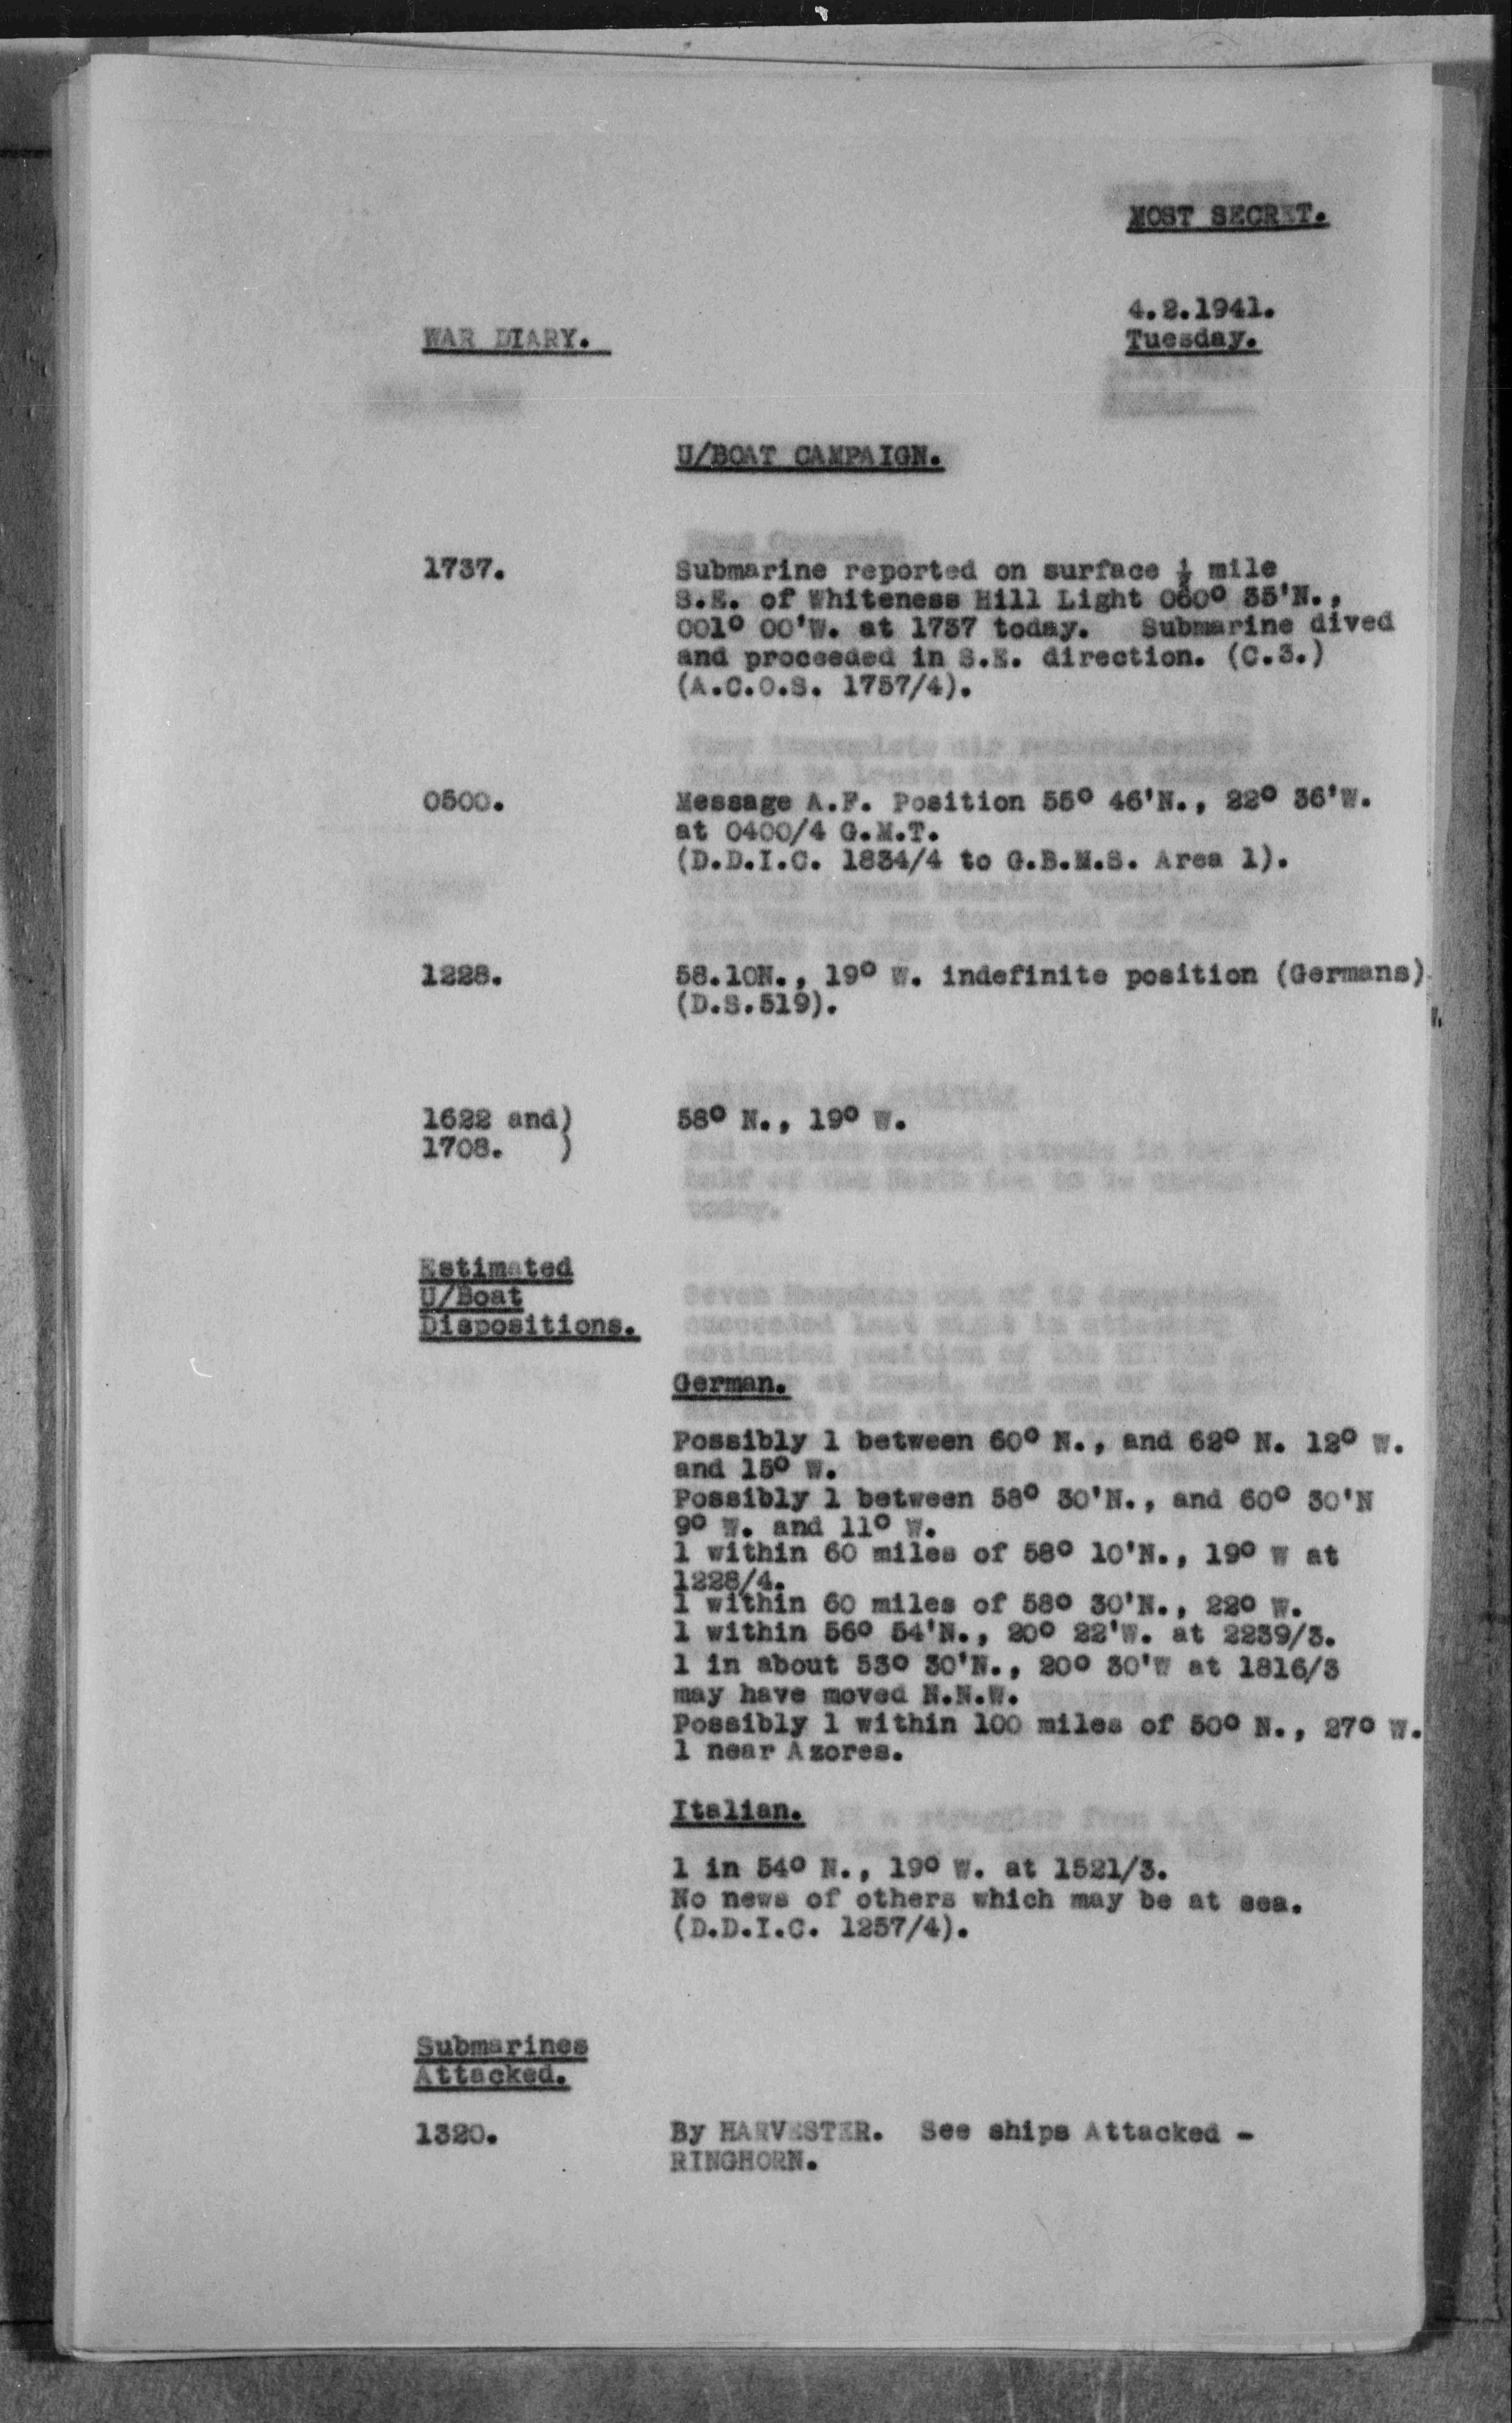 MOST SECRET.
4.2.1941.
WAR DIARY.
Tuesday.
U/BOAT CAMPAIGN.
1737. Submarine reported on surface ½ mile
S.E. of Whiteness Hill Light 060° 35'N.,
001° 00'W. at 1737 today. Submarine dived
and proceeded in S.E. direction. (C.3.)
(A.C.O.S. 1757/4).
0500. Message A.F. Position 55° 46'N., 22° 36'W.
at 0400/4 G.M.T.
(D.D.I.C. 1834/4 to G.B.M.S. Area 1).
1228. 58.10N., 19° W. indefinite position (Germans)
(D.S.519).
1622 and) 58° N., 19° W.
1708. )
Estimated
U/Boat
Dispositions.
German.
Possibly 1 between 60° N., and 62° N. 12° W.
and 15° W.
Possibly 1 between 58° 30'N., and 60° 30'N
9° W. and 11° W.
1 within 60 miles of 58° 10'N., 19° W at
1228/4.
1 within 60 miles of 58° 30'N., 22° W.
1 within 56° 54'N., 20° 22'W. at 2239/3.
1 in about 53° 30'N., 20° 30'W at 1816/3
may have moved N.N.W.
Possibly 1 within 100 miles of 50° N., 27° W.
1 near Azores.
Italian.
1 in 54° N., 19° W. at 1521/3.
No news of others which may be at sea.
(D.D.I.C. 1257/4).
Submarines
Attacked.
1320. By HARVESTER. See ships Attacked -
RINGHORN.